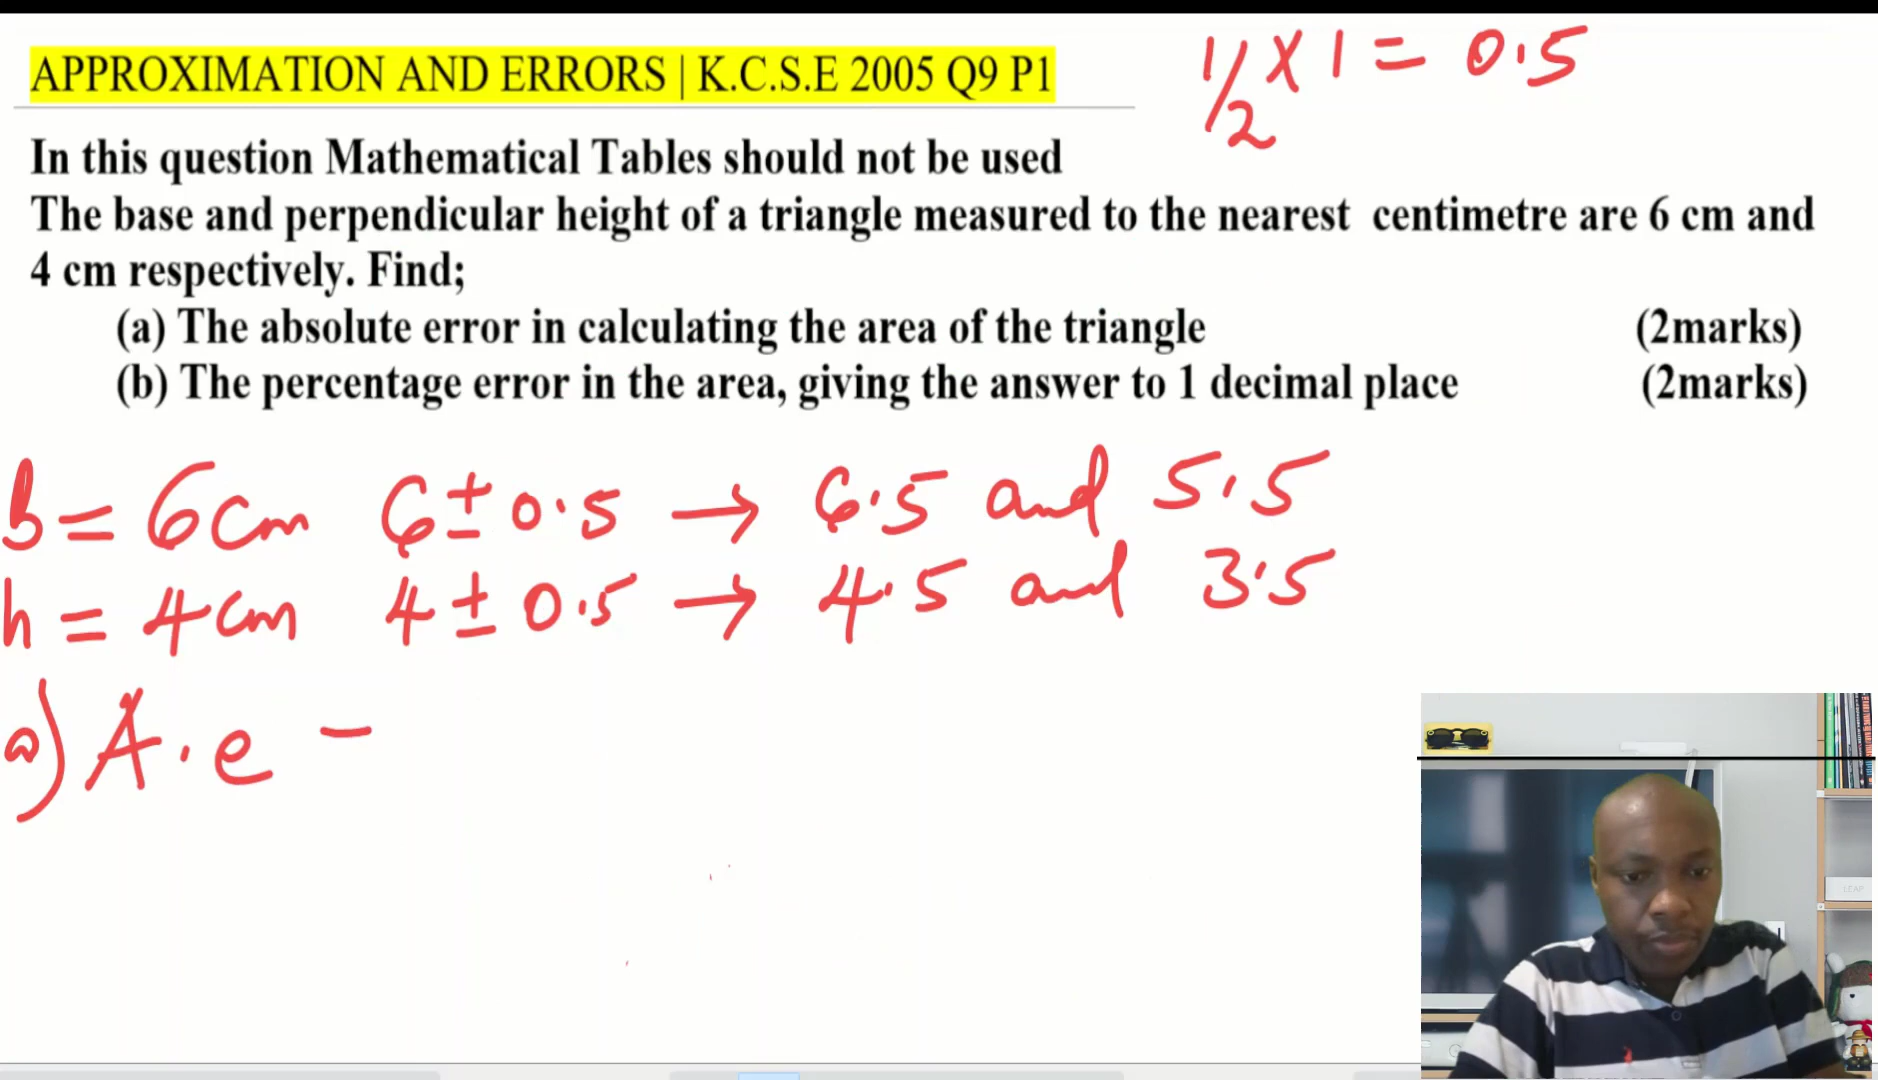 APPROXIMATION AND ERRORS | K.C.S.E 2005 Q9 P1
1/2 × 1 = 0.5
In this question Mathematical Tables should not be used
The base and perpendicular height of a triangle measured to the nearest centimetre are 6 cm and
4 cm respectively. Find;
(a) The absolute error in calculating the area of the triangle (2marks)
(b) The percentage error in the area, giving the answer to 1 decimal place (2marks)
b = 6cm 6 ± 0.5 → 6.5 and 5.5
h = 4cm 4 ± 0.5 → 4.5 and 3.5
a) A.e -
LEAP